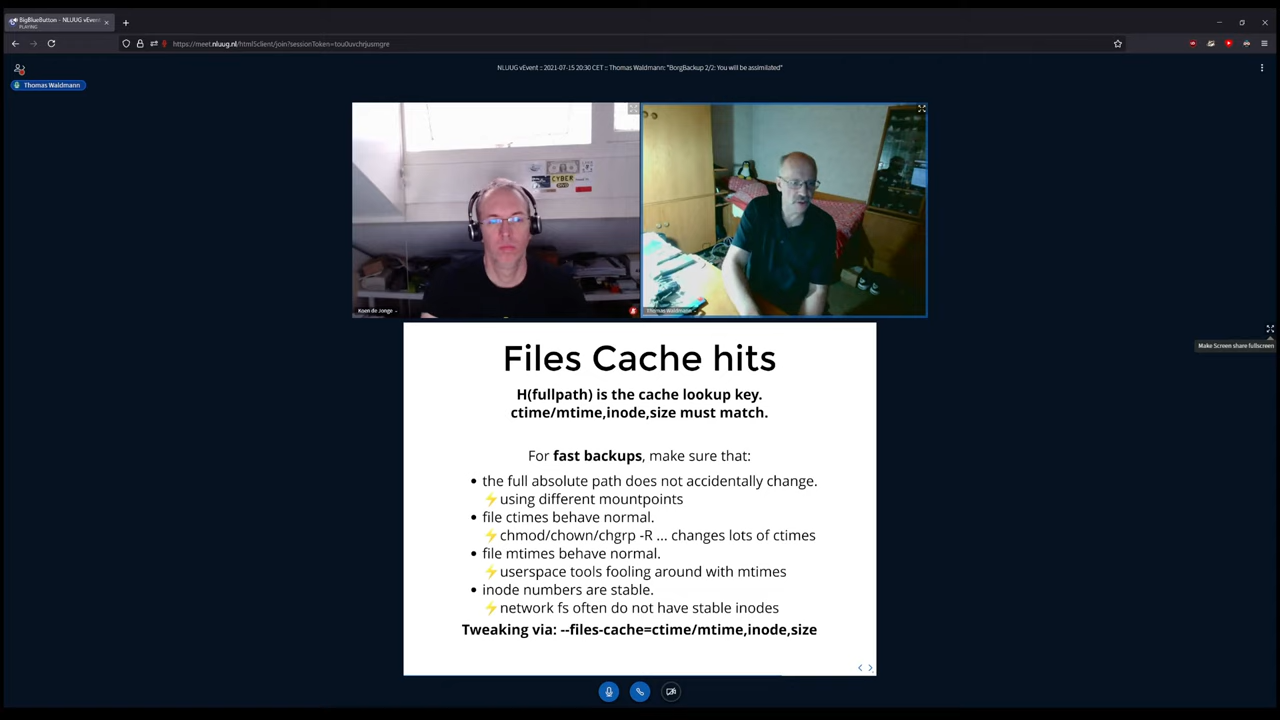 BigBlueButton - NLUUG vEvent
PLAYING
https://meet.nluug.nl/html5client/join?sessionToken=tou0uvchrjusmgre
NLUUG vEvent :: 2021-07-15 20:30 CET :: Thomas Waldmann: "BorgBackup 2/2: You will be assimilated"
Thomas Waldmann
CYBER
Koen de Jonge
Thomas Waldmann
Make Screen share fullscreen
Files Cache hits
H(fullpath) is the cache lookup key.
ctime/mtime,inode,size must match.
For fast backups, make sure that:
• the full absolute path does not accidentally change.
⚡using different mountpoints
• file ctimes behave normal.
⚡chmod/chown/chgrp -R ... changes lots of ctimes
• file mtimes behave normal.
⚡userspace tools fooling around with mtimes
• inode numbers are stable.
⚡network fs often do not have stable inodes
Tweaking via: --files-cache=ctime/mtime,inode,size